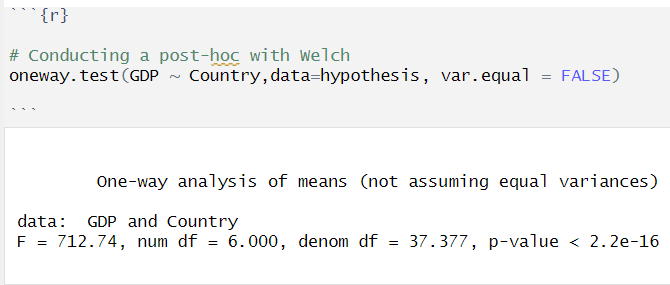 ```{r}
# Conducting a post-hoc with Welch
oneway.test(GDP ~ Country,data=hypothesis, var.equal = FALSE)
```
One-way analysis of means (not assuming equal variances)
data:  GDP and Country
F = 712.74, num df = 6.000, denom df = 37.377, p-value < 2.2e-16